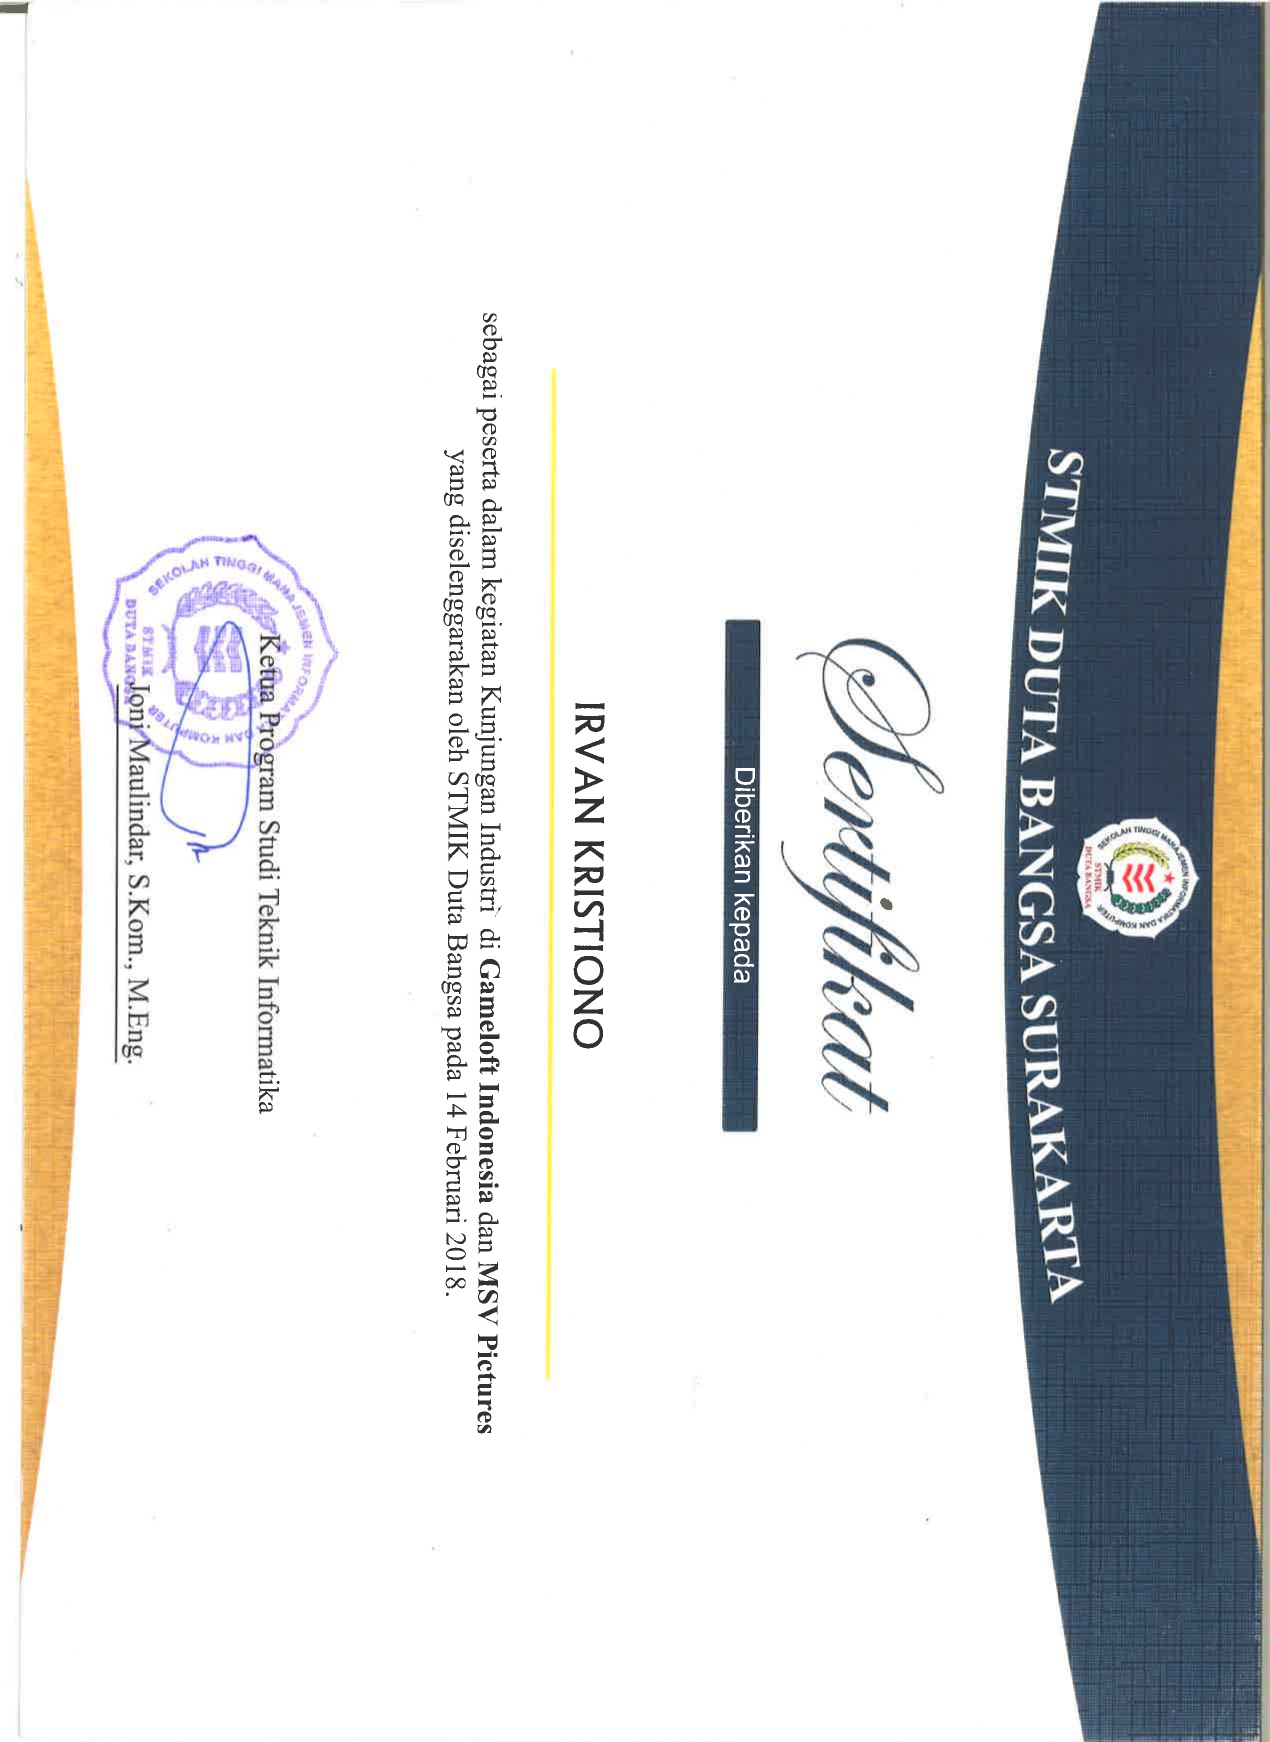 SEKOLAH TINGGI MANAJEMEN INFORMATIKA DAN KOMPUTER
STMIK
DUTA BANGSA
STMIK DUTA BANGSA SURAKARTA
Sertifikat
Diberikan kepada
IRVAN KRISTIONO
sebagai peserta dalam kegiatan Kunjungan Industri di Gameloft Indonesia dan MSV Pictures
yang diselenggarakan oleh STMIK Duta Bangsa pada 14 Februari 2018.
SEKOLAH TINGGI MANAJEMEN INFORMATIKA DAN KOMPUTER
Ketua Program Studi Teknik Informatika
STMIK
DUTA BANGSA
Joni Maulindar, S.Kom., M.Eng.